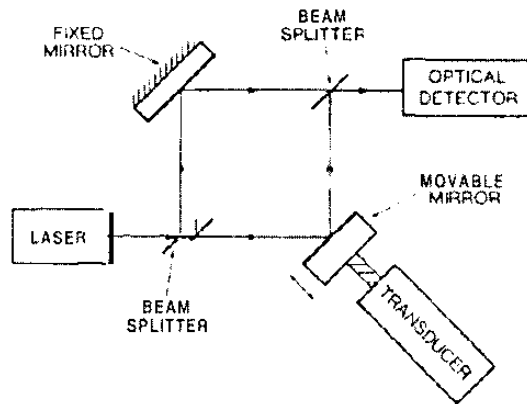 FIXED
MIRROR
BEAM
SPLITTER
OPTICAL
DETECTOR
MOVABLE
MIRROR
LASER
BEAM
SPLITTER
TRANSDUCER